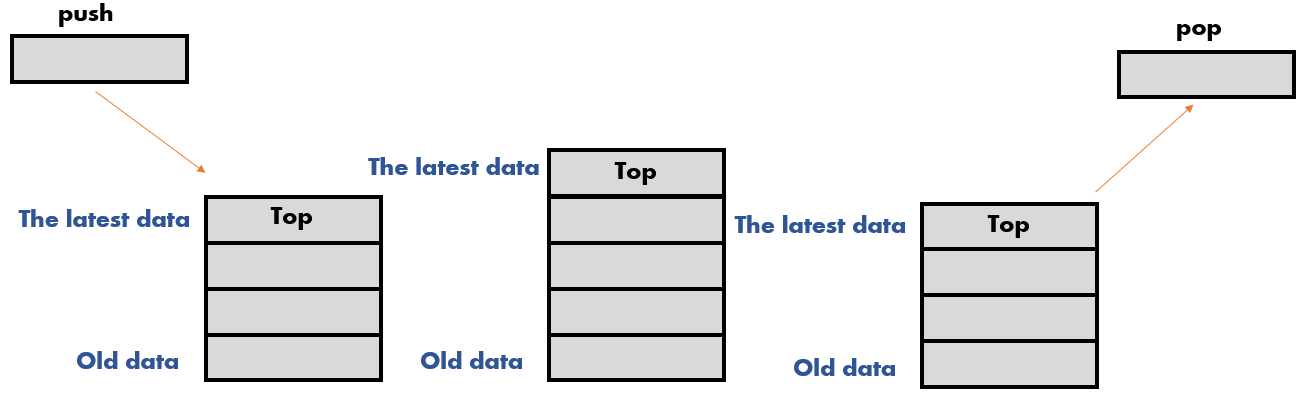 push
pop
The latest data
Top
The latest data
Top
The latest data
Top
Old data
Old data
Old data